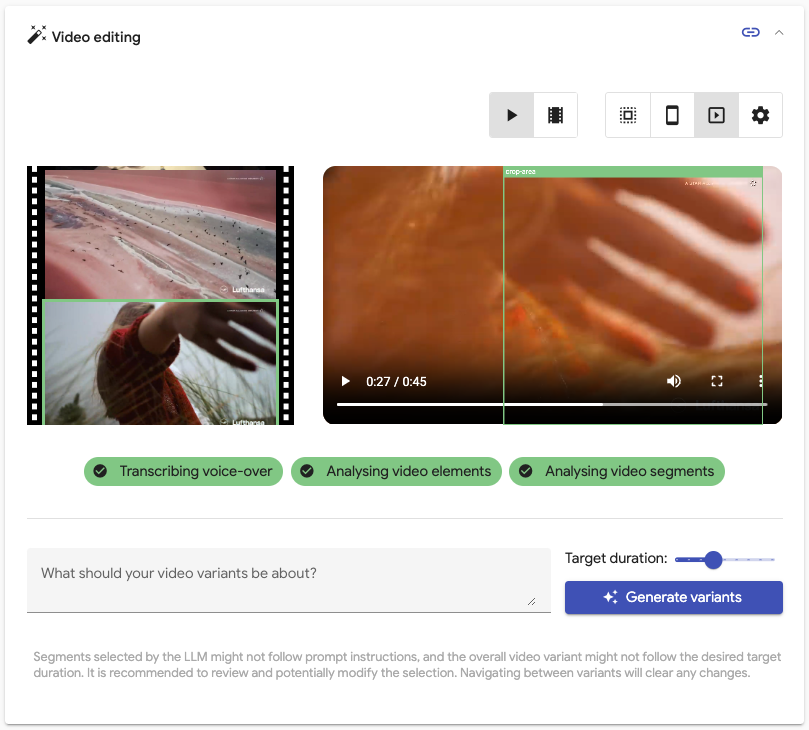 Video editing
Lufthansa
Lufthansa
crop-area
0:27 / 0:45
Lufthansa
Transcribing voice-over
Analysing video elements
Analysing video segments
What should your video variants be about?
Target duration:
Generate variants
Segments selected by the LLM might not follow prompt instructions, and the overall video variant might not follow the desired target
duration. It is recommended to review and potentially modify the selection. Navigating between variants will clear any changes.